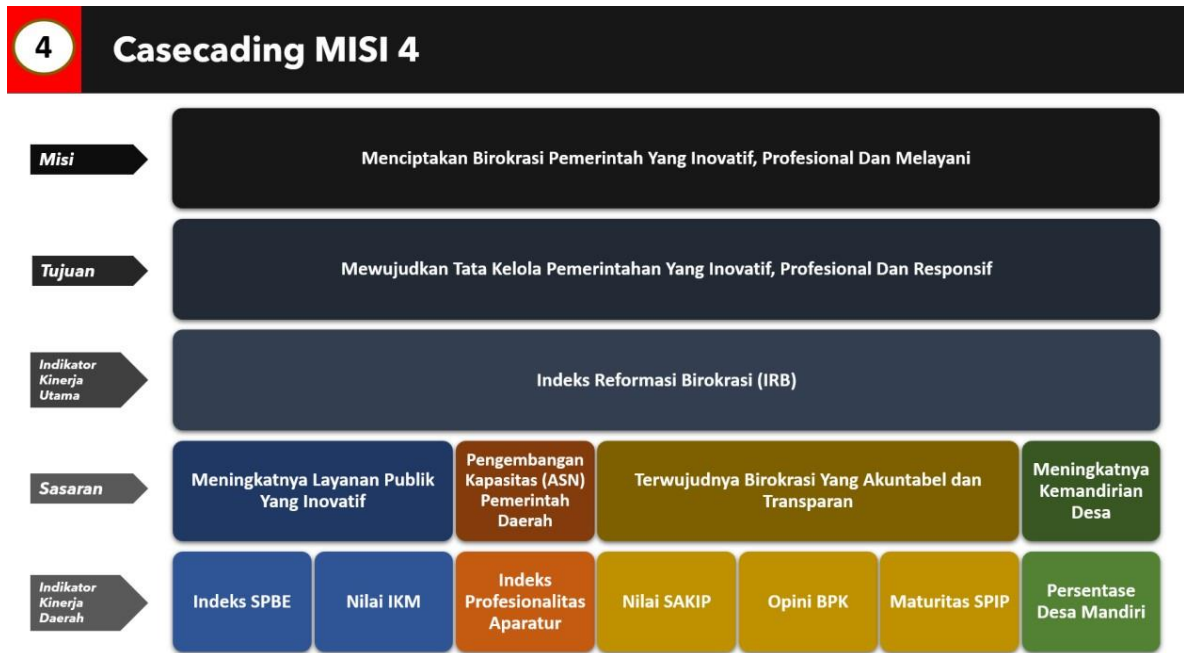 4
Casecading MISI 4
Misi
Menciptakan Birokrasi Pemerintah Yang Inovatif, Profesional Dan Melayani
Tujuan
Mewujudkan Tata Kelola Pemerintahan Yang Inovatif, Profesional Dan Responsif
Indikator
Kinerja
Utama
Indeks Reformasi Birokrasi (IRB)
Sasaran
Meningkatnya Layanan Publik
Yang Inovatif
Pengembangan
Kapasitas (ASN)
Pemerintah
Daerah
Terwujudnya Birokrasi Yang Akuntabel dan
Transparan
Meningkatnya
Kemandirian
Desa
Indikator
Kinerja
Daerah
Indeks SPBE
Nilai IKM
Indeks
Profesionalitas
Aparatur
Nilai SAKIP
Opini BPK
Maturitas SPIP
Persentase
Desa Mandiri